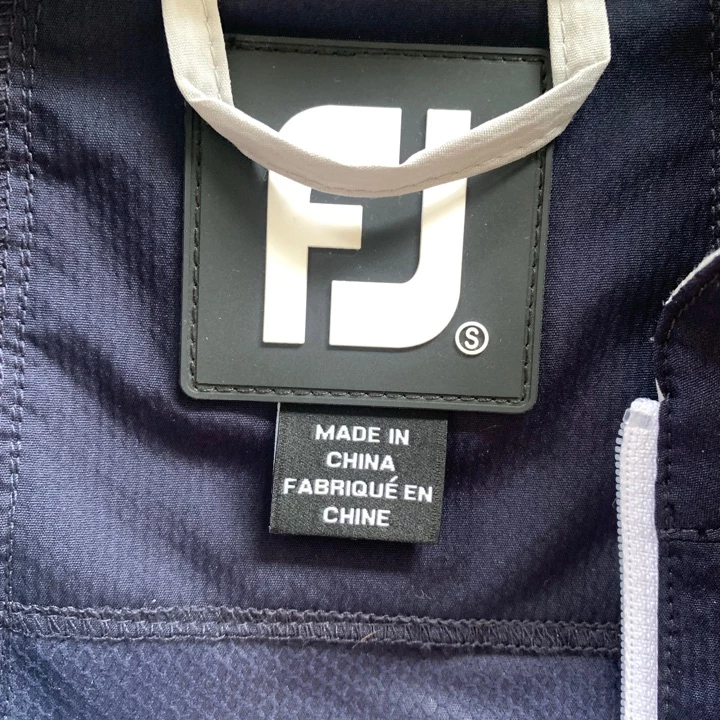 FJ
S
MADE IN
CHINA
FABRIQUÉ EN
CHINE